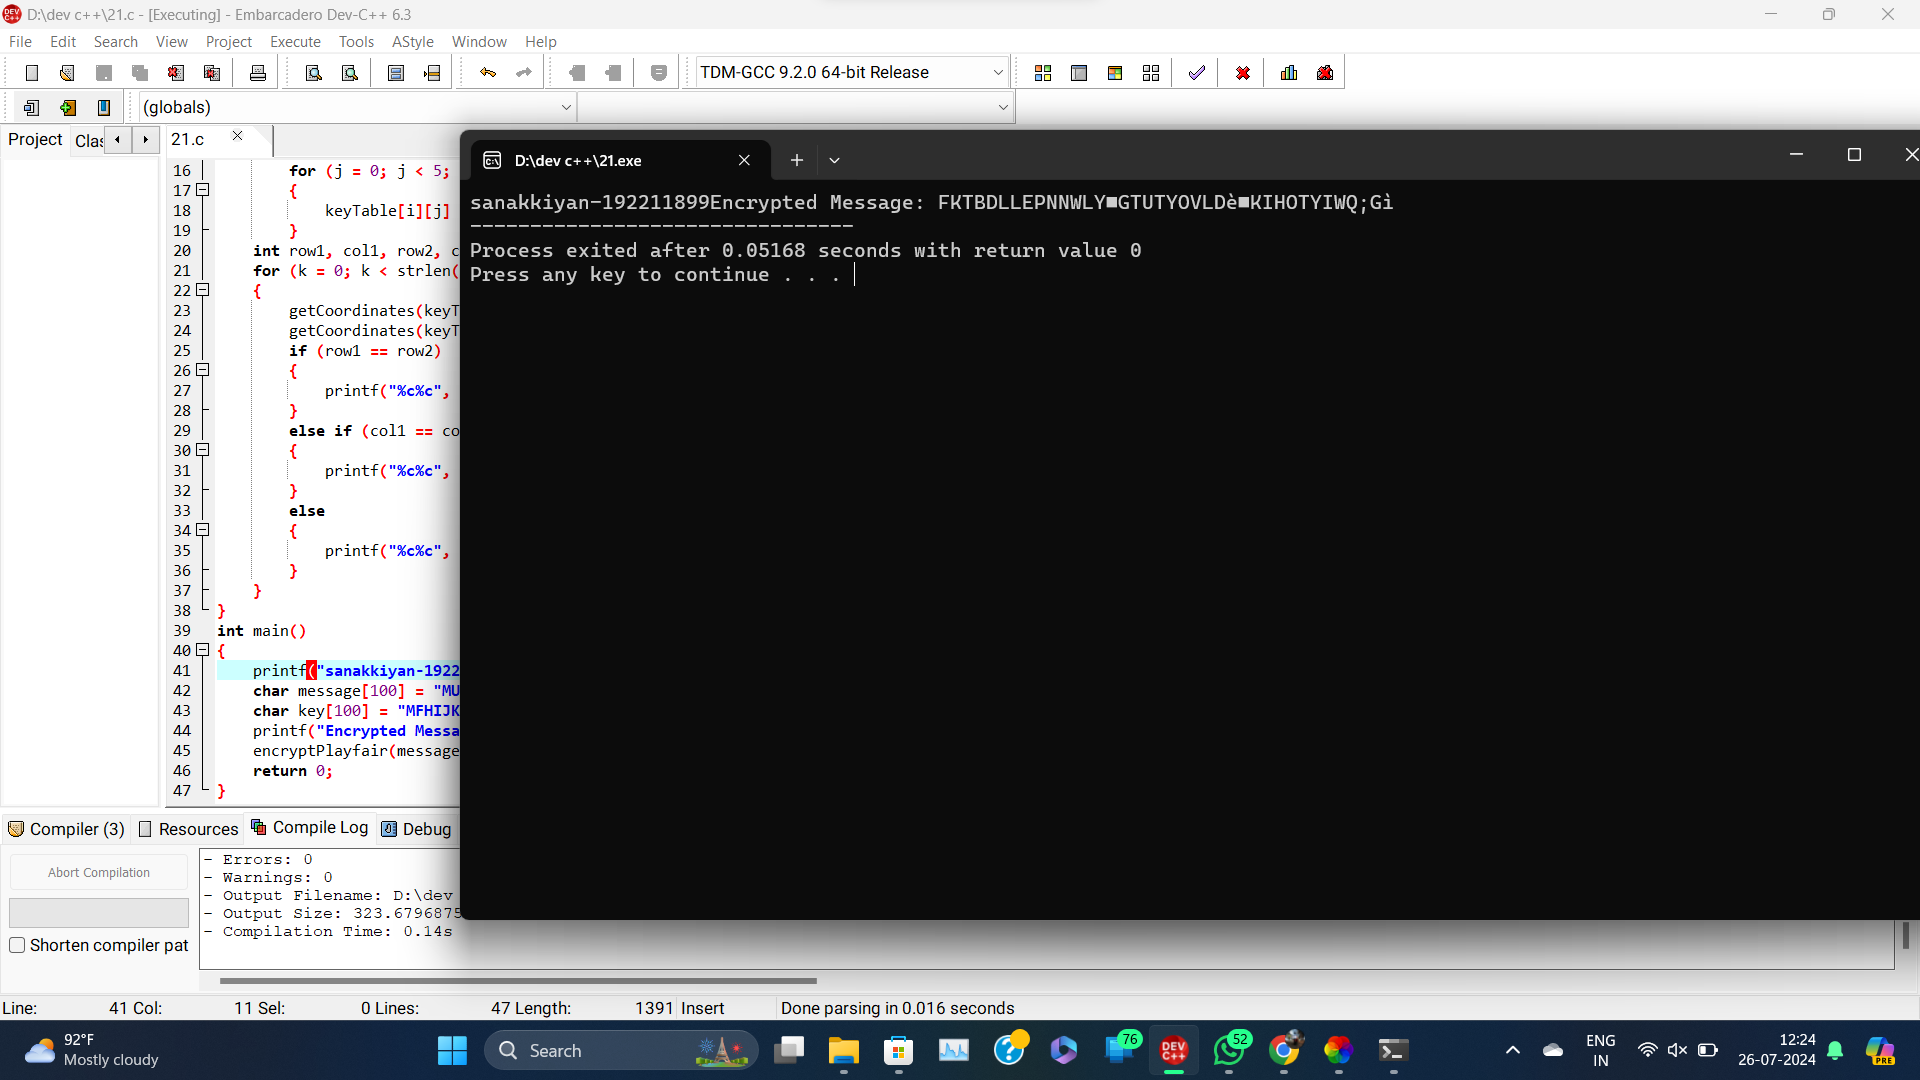 D:\dev c++\21.c - [Executing] - Embarcadero Dev-C++ 6.3
File Edit Search View Project Execute Tools AStyle Window Help
TDM-GCC 9.2.0 64-bit Release
(globals)
Project Clas 21.c
D:\dev c++\21.exe
sanakkiyan-192211899Encrypted Message: FKTBDLLEPNNWLY■GTUTYOVLDè■KIHOTYIWQ;Gì
--------------------------------
Process exited after 0.05168 seconds with return value 0
Press any key to continue . . .
16 for (j = 0; j < 5;
17 {
18 keyTable[i][j]
19 }
20 int row1, col1, row2, c
21 for (k = 0; k < strlen(
22 {
23 getCoordinates(keyT
24 getCoordinates(keyT
25 if (row1 == row2)
26 {
27 printf("%c%c",
28 }
29 else if (col1 == co
30 {
31 printf("%c%c",
32 }
33 else
34 {
35 printf("%c%c",
36 }
37 }
38 }
39 int main()
40 {
41 printf("sanakkiyan-1922
42 char message[100] = "MU
43 char key[100] = "MFHIJK
44 printf("Encrypted Messa
45 encryptPlayfair(message
46 return 0;
47 }
Compiler (3) Resources Compile Log Debug
Abort Compilation
Shorten compiler pat
- Errors: 0
- Warnings: 0
- Output Filename: D:\dev
- Output Size: 323.6796875
- Compilation Time: 0.14s
Line: 41 Col: 11 Sel: 0 Lines: 47 Length: 1391 Insert Done parsing in 0.016 seconds
92°F
Mostly cloudy
Search
76
DEV C++
52
ENG
IN
12:24
26-07-2024
PRE